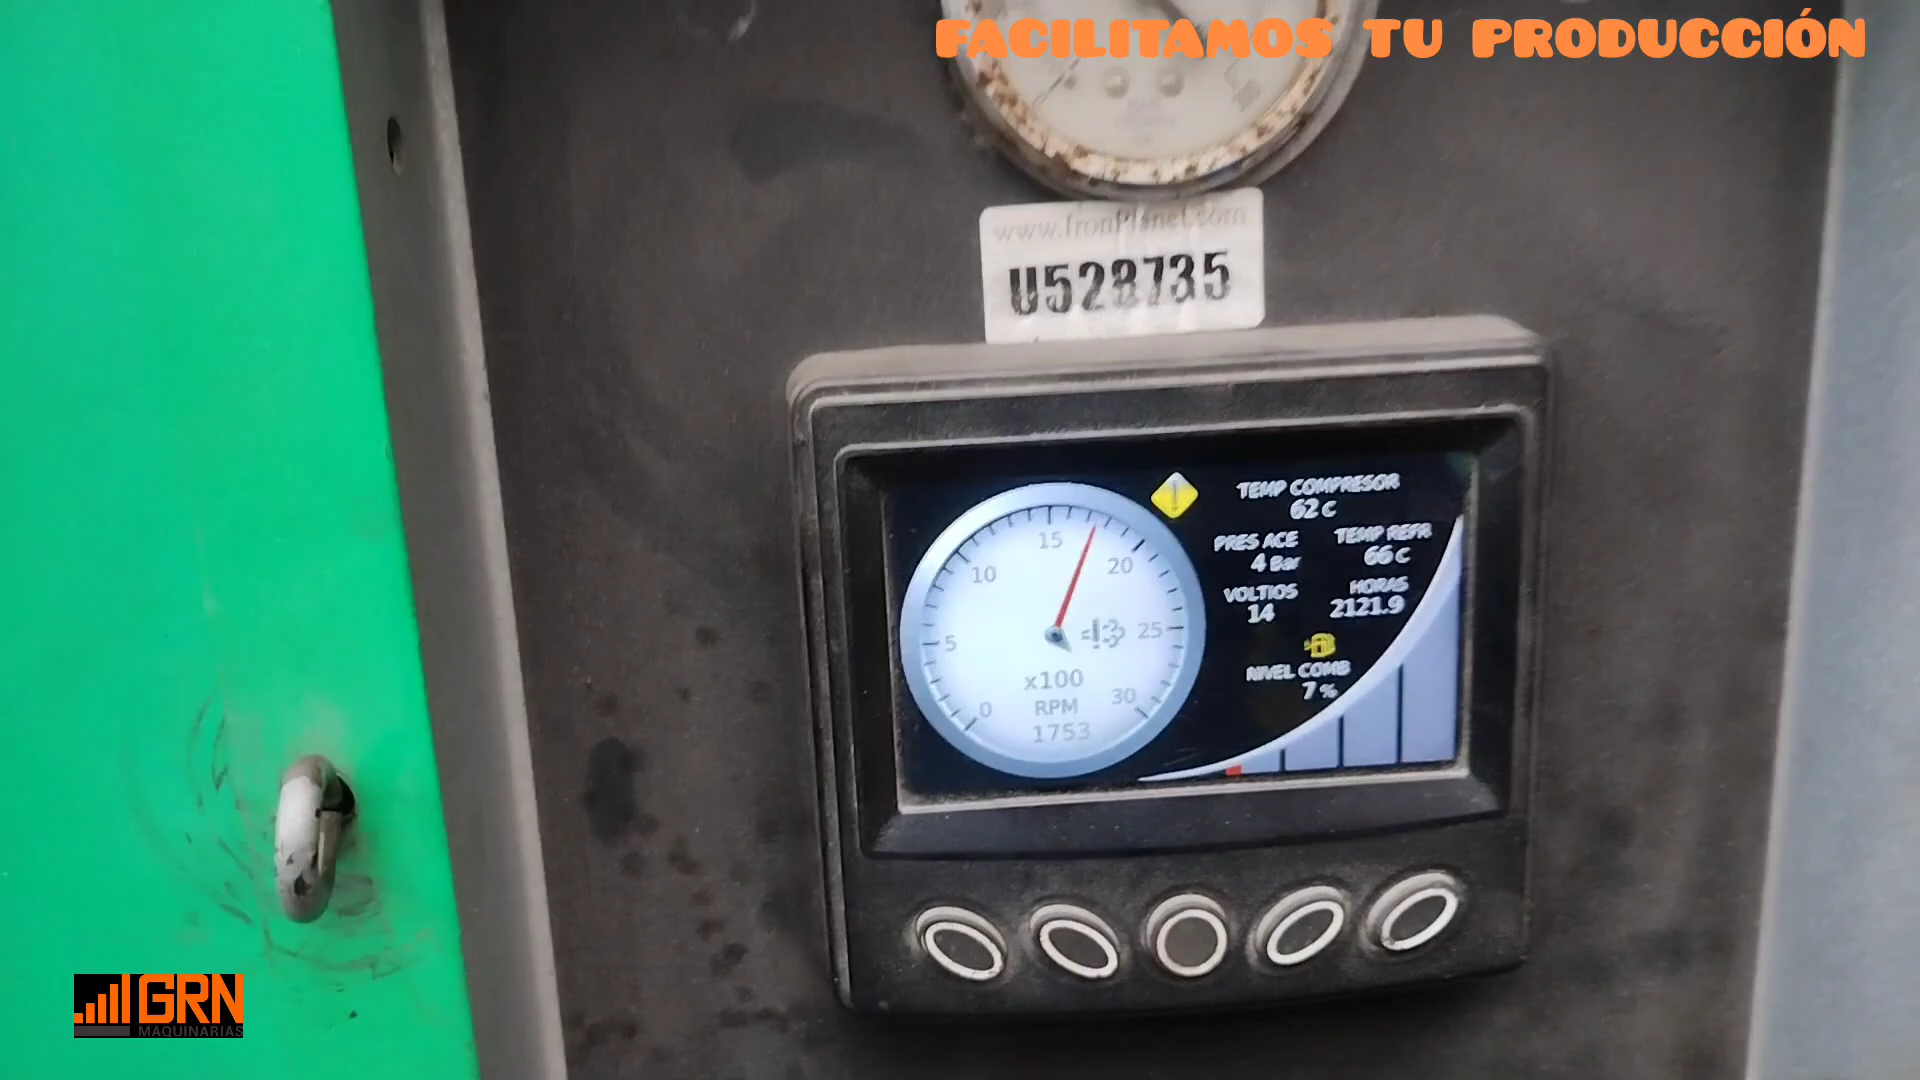 FACILITAMOS TU PRODUCCIÓN
www.IronPlanet.com
U528735
TEMP COMPRESOR
62 C
PRES ACE
4 Bar
TEMP REFR
66 C
VOLTIOS
14
HORAS
2121.9
NIVEL COMB
7 %
0
5
10
15
20
25
30
x100
RPM
1753
GRN
MAQUINARIAS